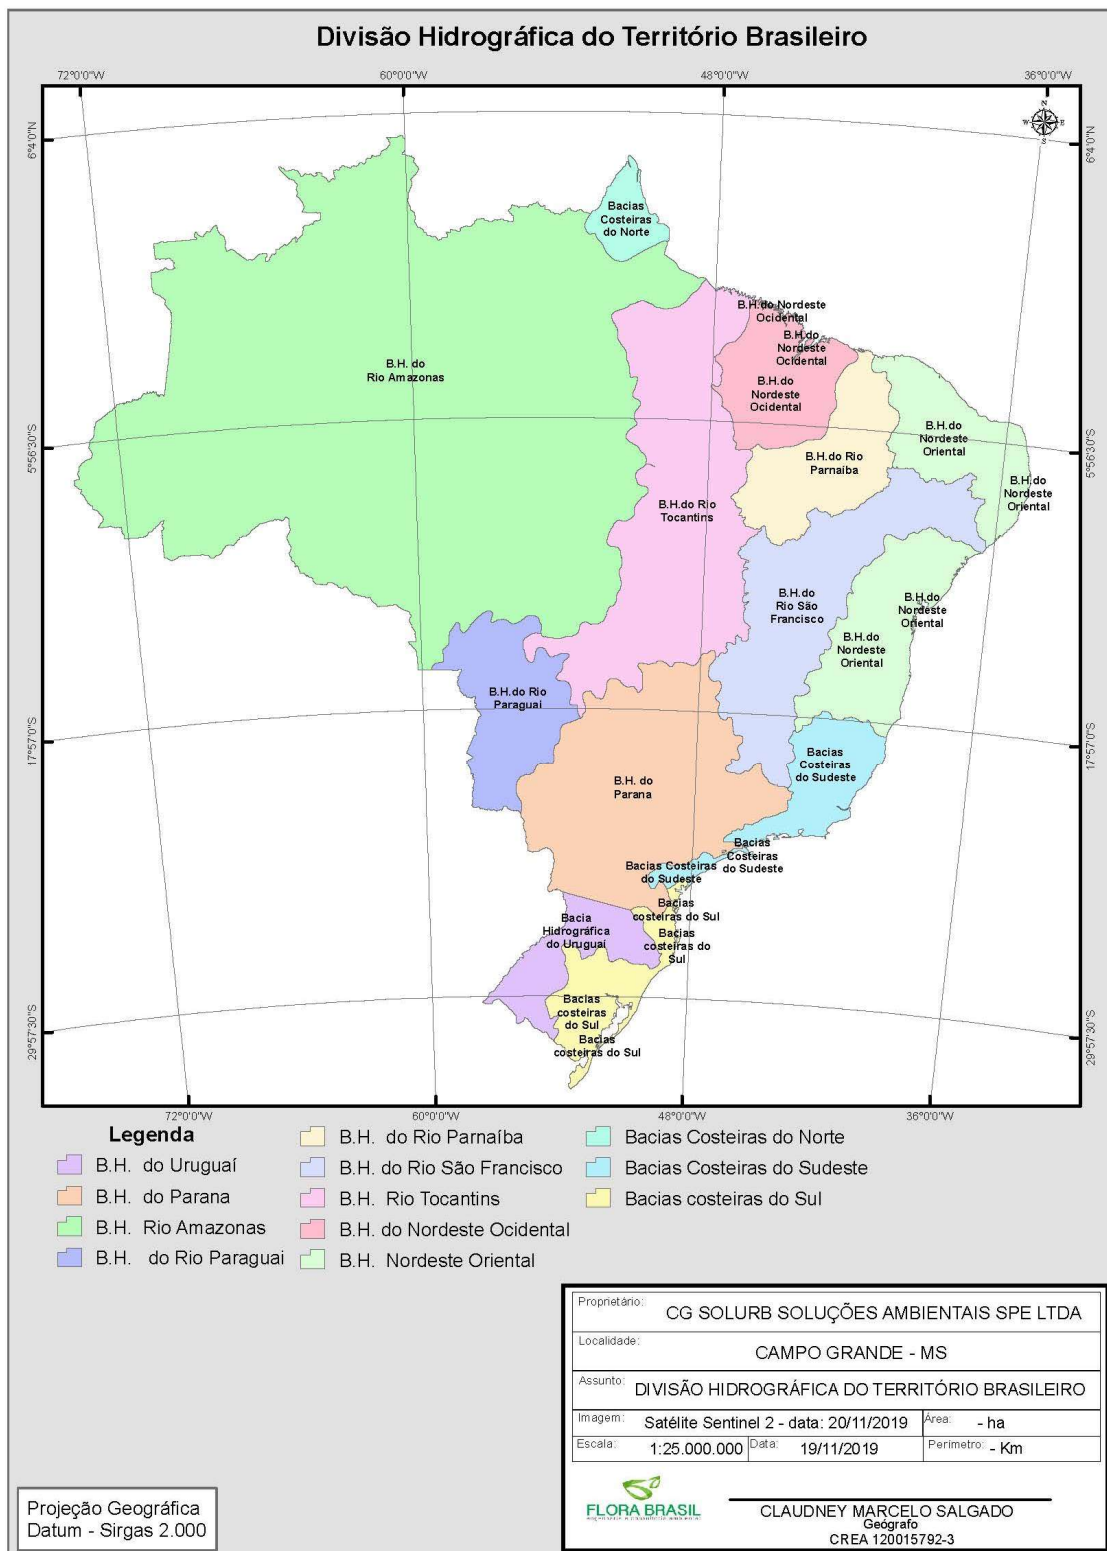 Divisão Hidrográfica do Território Brasileiro
72°0'0"W
60°0'0"W
48°0'0"W
36°0'0"W
6°4'0"N
6°4'0"N
N
W
E
S
Bacias
Costeiras
do Norte
B.H.do Nordeste
Ocidental
B.H.do
Nordeste
Ocidental
B.H.do
Nordeste
Ocidental
B.H. do
Rio Amazonas
B.H.do
Nordeste
Oriental
B.H.do Rio
Parnaíba
B.H.do
Nordeste
Oriental
5°56'30"S
5°56'30"S
B.H.do Rio
Tocantins
B.H.do
Rio São
Francisco
B.H.do
Nordeste
Oriental
B.H.do
Nordeste
Oriental
B.H.do Rio
Paraguai
17°57'0"S
17°57'0"S
Bacias
Costeiras
do Sudeste
B.H. do
Parana
Bacias
Costeiras
do Sudeste
Bacias Costeiras
do Sudeste
Bacias
costeiras do Sul
Bacia
Hidrográfica
do Uruguaí
Bacias
costeiras do
Sul
Bacias
costeiras
do Sul
Bacias
costeiras do Sul
29°57'30"S
29°57'30"S
72°0'0"W
60°0'0"W
48°0'0"W
36°0'0"W
Legenda
B.H. do Uruguaí
B.H. do Parana
B.H. Rio Amazonas
B.H. do Rio Paraguai
B.H. do Rio Parnaíba
B.H. do Rio São Francisco
B.H. Rio Tocantins
B.H. do Nordeste Ocidental
B.H. Nordeste Oriental
Bacias Costeiras do Norte
Bacias Costeiras do Sudeste
Bacias costeiras do Sul
Proprietário: CG SOLURB SOLUÇÕES AMBIENTAIS SPE LTDA
Localidade: CAMPO GRANDE - MS
Assunto: DIVISÃO HIDROGRÁFICA DO TERRITÓRIO BRASILEIRO
Imagem: Satélite Sentinel 2 - data: 20/11/2019 Área: - ha
Escala: 1:25.000.000 Data: 19/11/2019 Perímetro: - Km
FLORA BRASIL
engenharia e consultoria ambiental
CLAUDNEY MARCELO SALGADO
Geógrafo
CREA 120015792-3
Projeção Geográfica
Datum - Sirgas 2.000